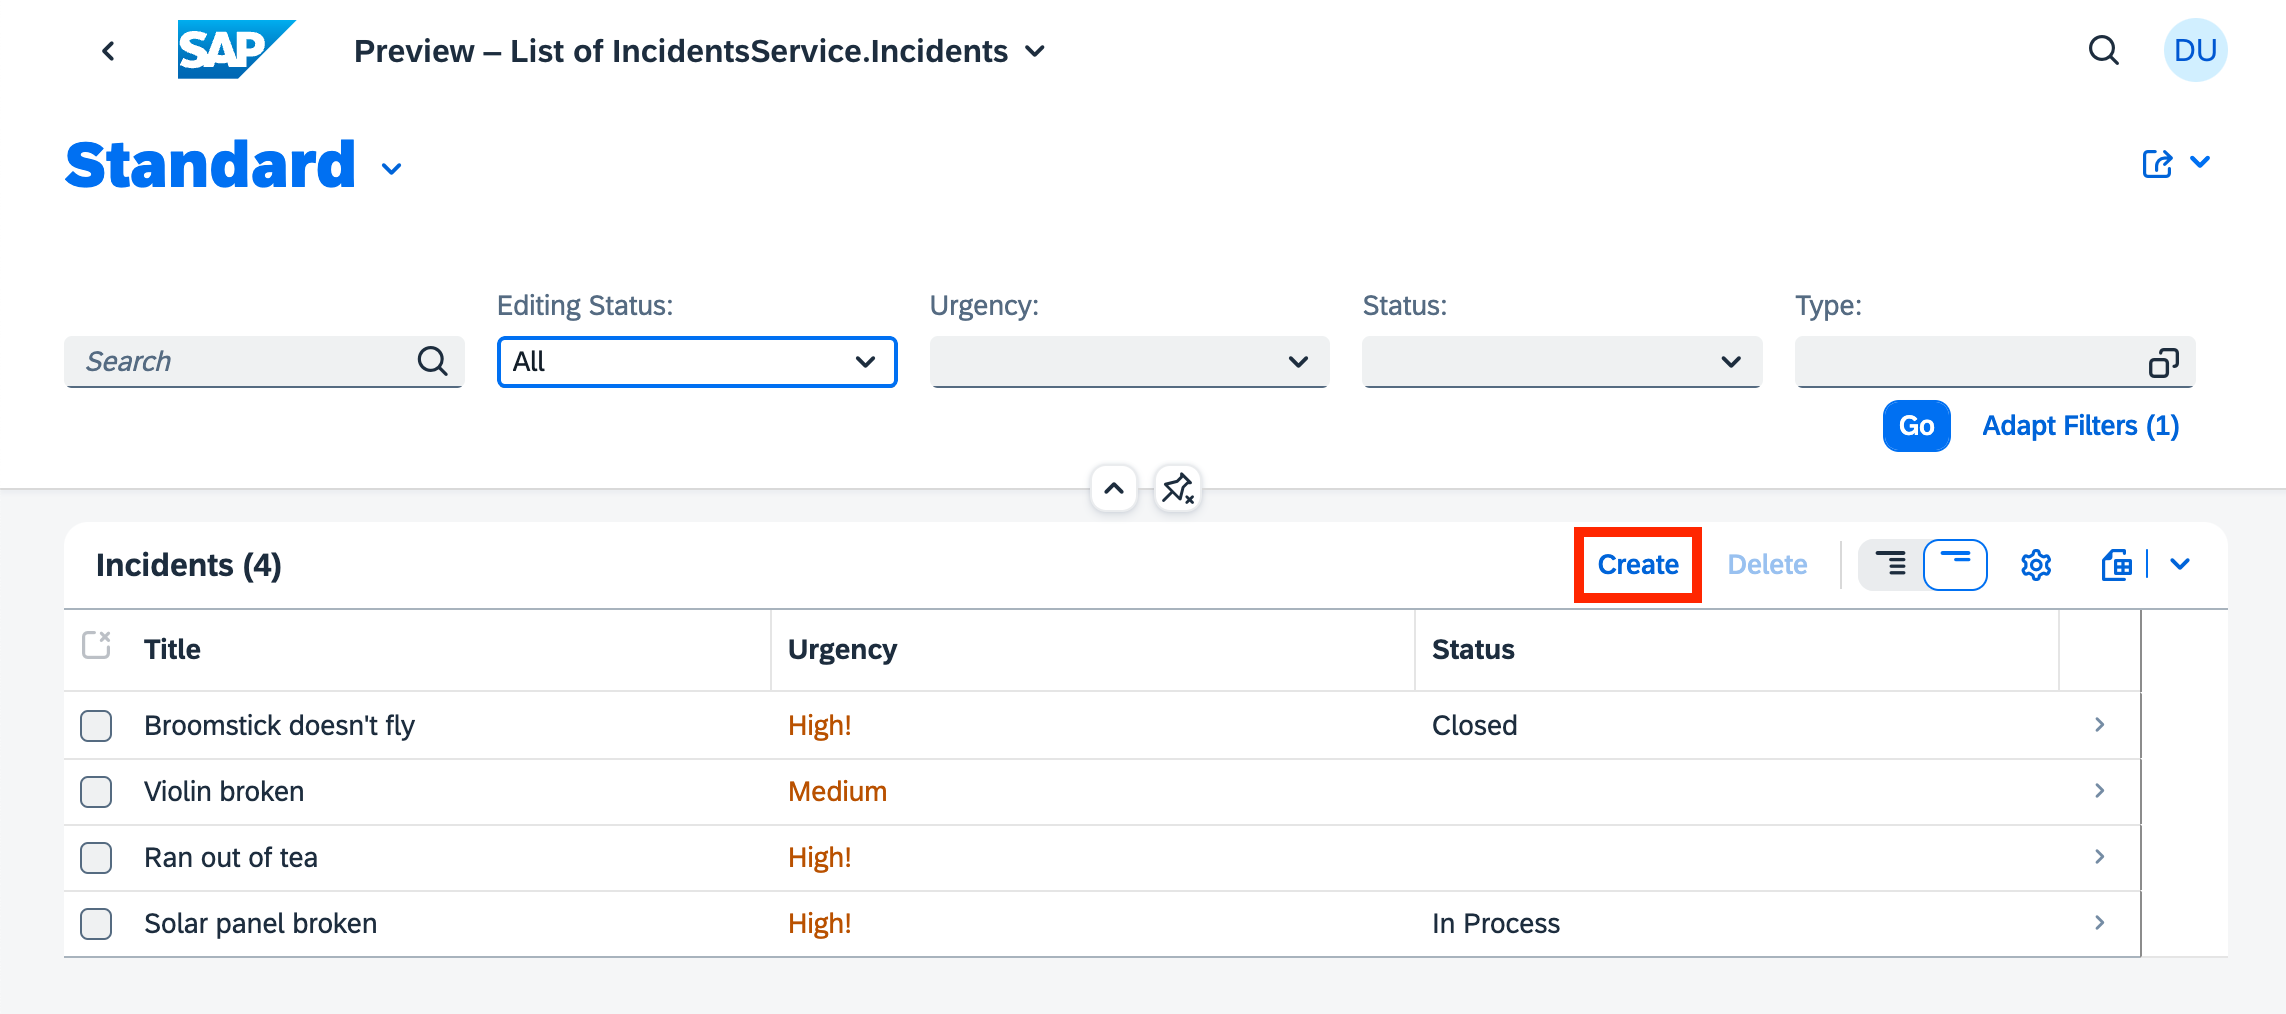 SAP Preview – List of IncidentsService.Incidents DU
Standard
Editing Status: Urgency: Status: Type:
Search All
Go Adapt Filters (1)
Incidents (4) Create Delete
Title Urgency Status
Broomstick doesn't fly High! Closed
Violin broken Medium
Ran out of tea High!
Solar panel broken High! In Process